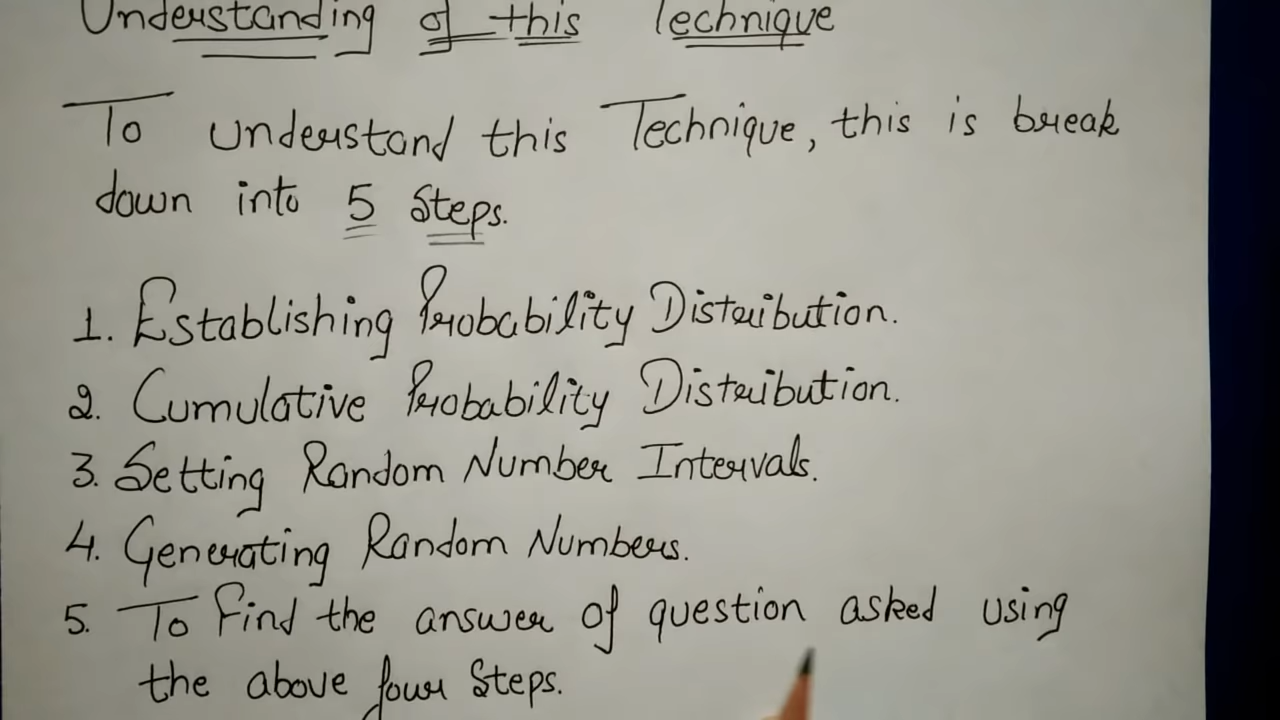 Understanding of this Technique
To understand this Technique, this is break
down into 5 Steps.
1. Establishing Probability Distribution.
2. Cumulative Probability Distribution.
3. Setting Random Number Intervals.
4. Generating Random Numbers.
5. To Find the answer of question asked using
the above four Steps.